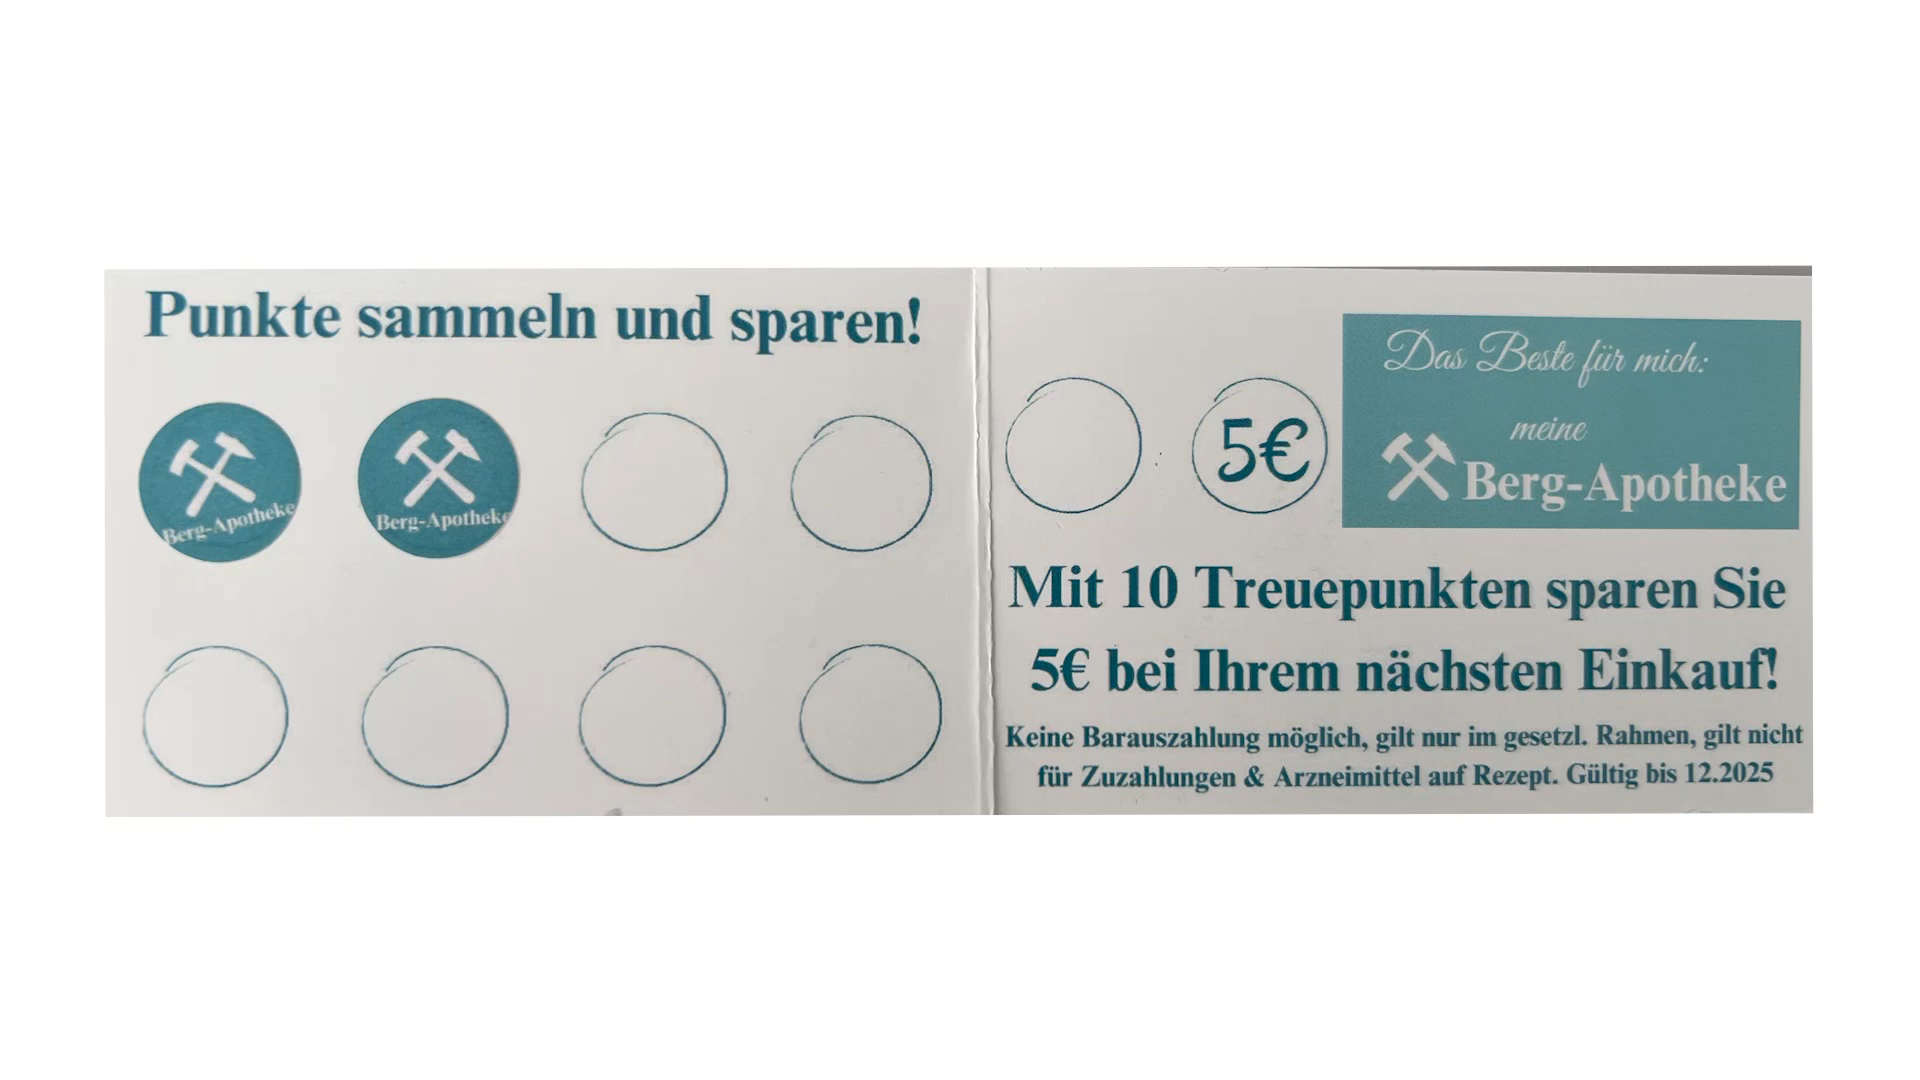 Punkte sammeln und sparen!
Berg-Apotheke
Berg-Apotheke
5€
Das Beste für mich:
meine
Berg-Apotheke
Mit 10 Treuepunkten sparen Sie
5€ bei Ihrem nächsten Einkauf!
Keine Barauszahlung möglich, gilt nur im gesetzl. Rahmen, gilt nicht
für Zuzahlungen & Arzneimittel auf Rezept. Gültig bis 12.2025